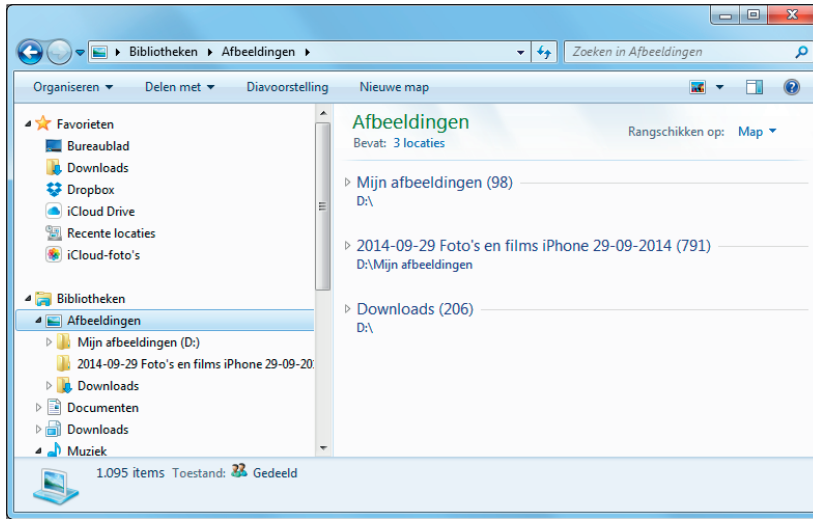 Bibliotheken Afbeeldingen
Zoeken in Afbeeldingen
Organiseren Delen met Diavoorstelling Nieuwe map
Favorieten
Bureaublad
Downloads
Dropbox
iCloud Drive
Recente locaties
iCloud-foto's
Bibliotheken
Afbeeldingen
Mijn afbeeldingen (D:)
2014-09-29 Foto's en films iPhone 29-09-20
Downloads
Documenten
Downloads
Muziek
Afbeeldingen
Bevat: 3 locaties
Rangschikken op: Map
Mijn afbeeldingen (98)
D:\
2014-09-29 Foto's en films iPhone 29-09-2014 (791)
D:\Mijn afbeeldingen
Downloads (206)
D:\
1.095 items Toestand: Gedeeld